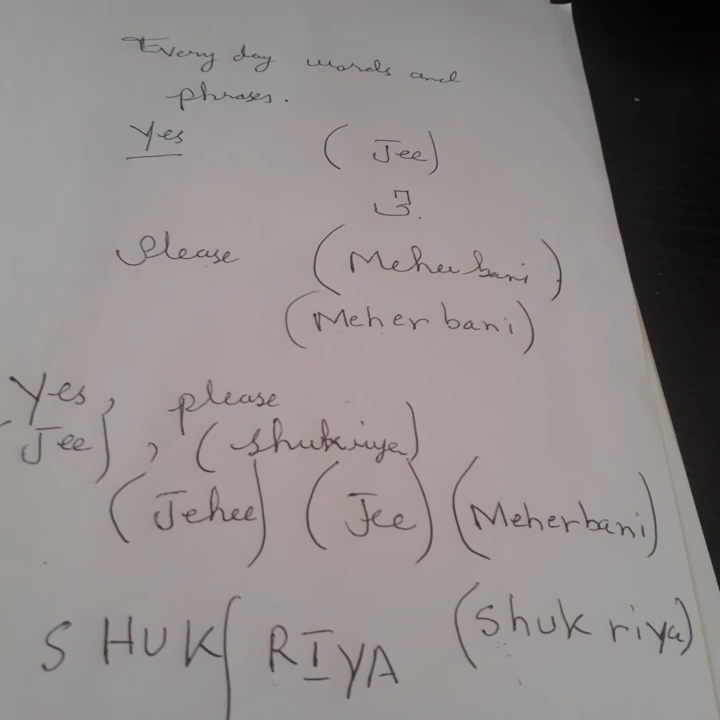 Every day words and
phrases.
Yes (Jee)
please (Meherbani)
(Meherbani)
Yes, please
Jee), (shukriya)
(Jehee) (Jee) (Meherbani)
SHUK/RIYA (shukriya)